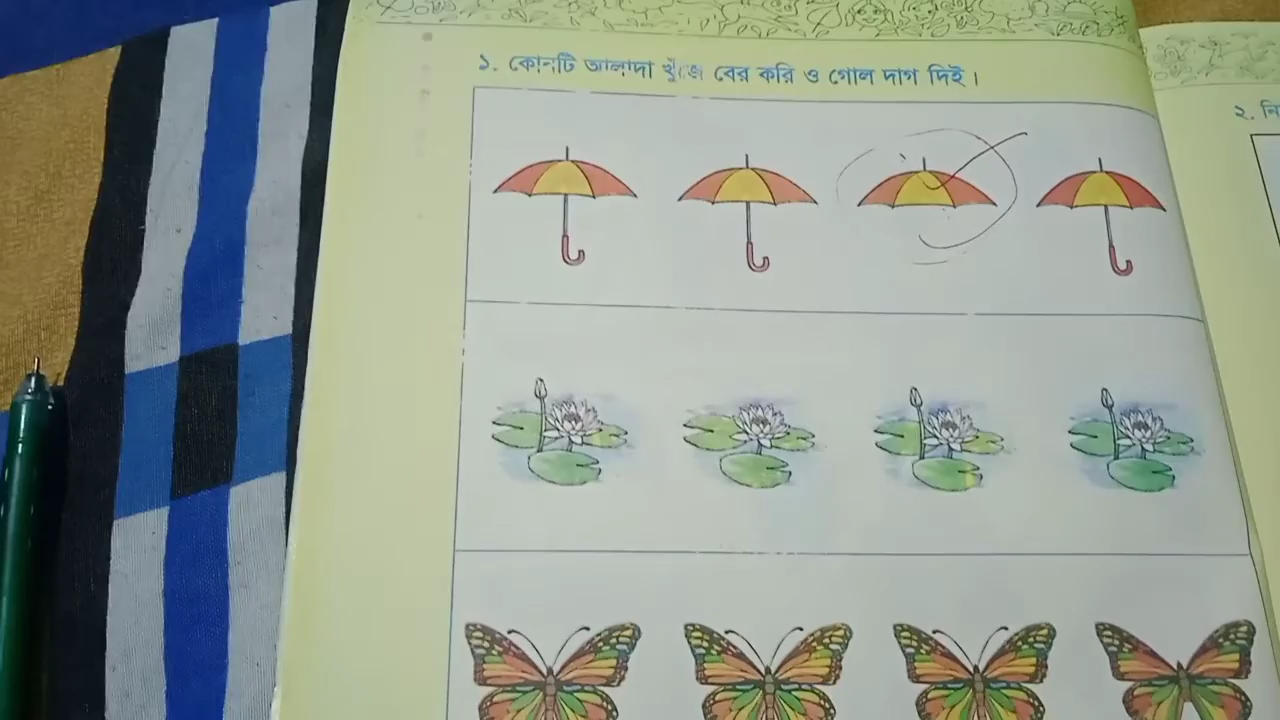 ১. কোনটি আলাদা খুঁজে বের করি ও গোল দাগ দিই।
২. নি